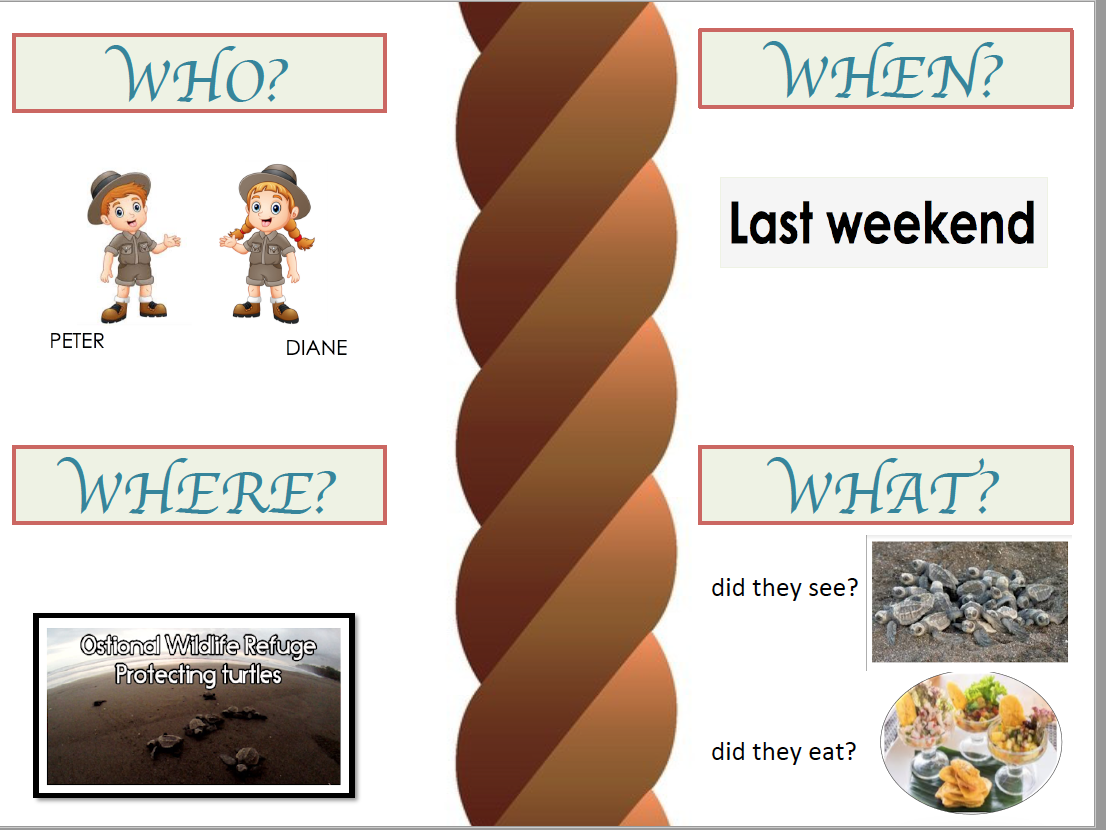 WHO?
PETER
DIANE
WHEN?
Last weekend
WHERE?
Ostional Wildlife Refuge
Protecting turtles
WHAT?
did they see?
did they eat?